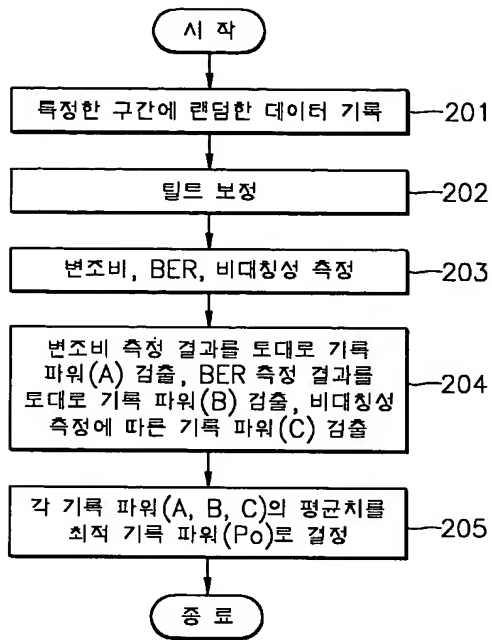 시 작
특정한 구간에 랜덤한 데이터 기록
201
틸트 보정
202
변조비, BER, 비대칭성 측정
203
변조비 측정 결과를 토대로 기록
파워(A) 검출, BER 측정 결과를
토대로 기록 파워(B) 검출, 비대칭성
측정에 따른 기록 파워(C) 검출
204
각 기록 파워(A, B, C)의 평균치를
최적 기록 파워(Po)로 결정
205
종 료